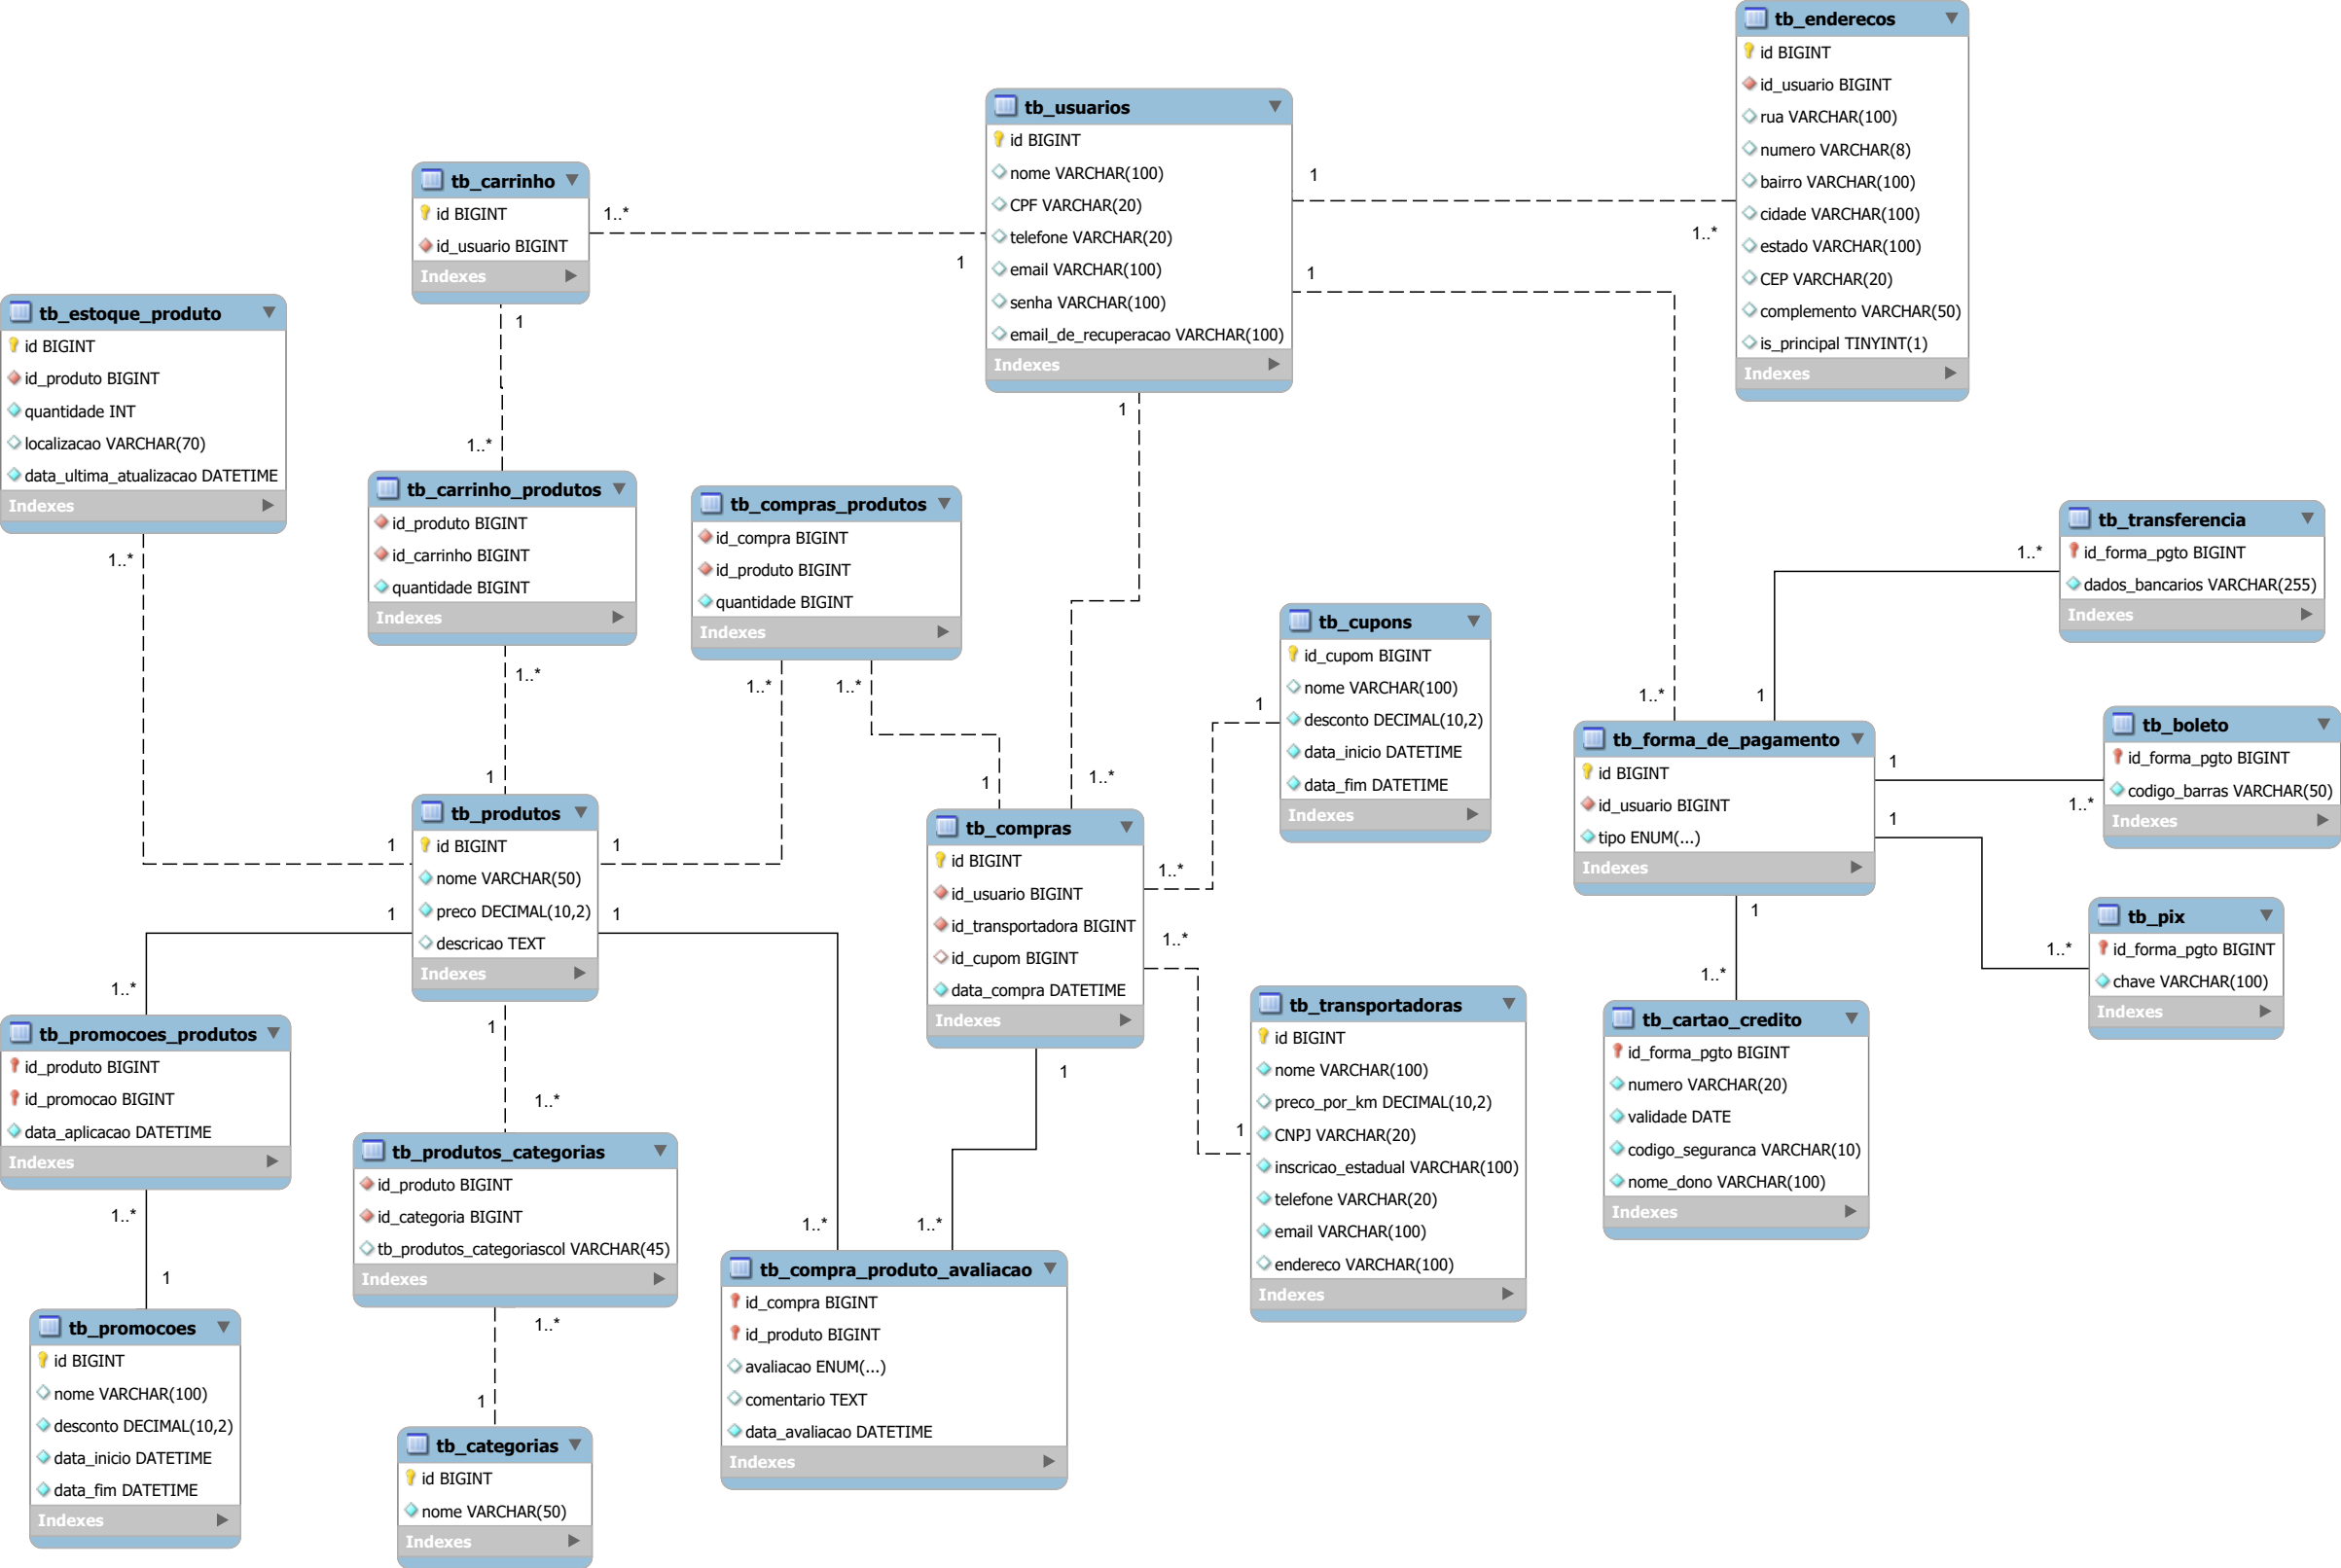 tb_enderecos
id BIGINT
id_usuario BIGINT
rua VARCHAR(100)
numero VARCHAR(8)
bairro VARCHAR(100)
cidade VARCHAR(100)
estado VARCHAR(100)
CEP VARCHAR(20)
complemento VARCHAR(50)
is_principal TINYINT(1)
Indexes
tb_usuarios
id BIGINT
nome VARCHAR(100)
CPF VARCHAR(20)
telefone VARCHAR(20)
email VARCHAR(100)
senha VARCHAR(100)
email_de_recuperacao VARCHAR(100)
Indexes
1
1..*
1
1..*
1
tb_carrinho
id BIGINT
id_usuario BIGINT
Indexes
1
1..*
tb_estoque_produto
id BIGINT
id_produto BIGINT
quantidade INT
localizacao VARCHAR(70)
data_ultima_atualizacao DATETIME
Indexes
1..*
1
tb_carrinho_produtos
id_produto BIGINT
id_carrinho BIGINT
quantidade BIGINT
Indexes
1..*
1
tb_compras_produtos
id_compra BIGINT
id_produto BIGINT
quantidade BIGINT
Indexes
1..*
1..*
1
1
1..*
tb_transferencia
id_forma_pgto BIGINT
dados_bancarios VARCHAR(255)
Indexes
1..*
1
1..*
tb_cupons
id_cupom BIGINT
nome VARCHAR(100)
desconto DECIMAL(10,2)
data_inicio DATETIME
data_fim DATETIME
Indexes
1
1..*
tb_forma_de_pagamento
id BIGINT
id_usuario BIGINT
tipo ENUM(...)
Indexes
1
1..*
1
1..*
1
1..*
tb_boleto
id_forma_pgto BIGINT
codigo_barras VARCHAR(50)
Indexes
tb_produtos
id BIGINT
nome VARCHAR(50)
preco DECIMAL(10,2)
descricao TEXT
Indexes
1
1
1
1..*
1
1..*
tb_compras
id BIGINT
id_usuario BIGINT
id_transportadora BIGINT
id_cupom BIGINT
data_compra DATETIME
Indexes
1..*
1
1
tb_pix
id_forma_pgto BIGINT
chave VARCHAR(100)
Indexes
tb_transportadoras
id BIGINT
nome VARCHAR(100)
preco_por_km DECIMAL(10,2)
CNPJ VARCHAR(20)
inscricao_estadual VARCHAR(100)
telefone VARCHAR(20)
email VARCHAR(100)
endereco VARCHAR(100)
Indexes
tb_cartao_credito
id_forma_pgto BIGINT
numero VARCHAR(20)
validade DATE
codigo_seguranca VARCHAR(10)
nome_dono VARCHAR(100)
Indexes
tb_promocoes_produtos
id_produto BIGINT
id_promocao BIGINT
data_aplicacao DATETIME
Indexes
1..*
1
tb_produtos_categorias
id_produto BIGINT
id_categoria BIGINT
tb_produtos_categoriascol VARCHAR(45)
Indexes
1..*
1
1..*
1..*
tb_compra_produto_avaliacao
id_compra BIGINT
id_produto BIGINT
avaliacao ENUM(...)
comentario TEXT
data_avaliacao DATETIME
Indexes
tb_promocoes
id BIGINT
nome VARCHAR(100)
desconto DECIMAL(10,2)
data_inicio DATETIME
data_fim DATETIME
Indexes
tb_categorias
id BIGINT
nome VARCHAR(50)
Indexes